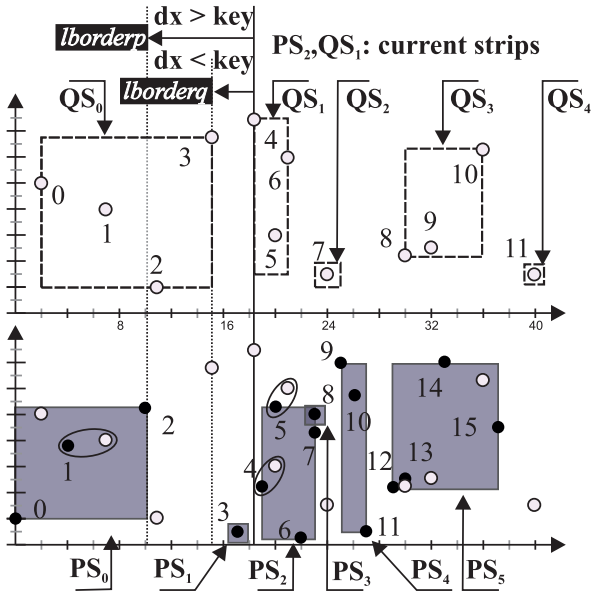 dx > key
lborderp
PS2,QS1: current strips
dx < key
lborderq
QS0 QS1 QS2 QS3 QS4
0 1 2 3 4 5 6 7 8 9 10 11
8 16 24 32 40
0 1 2 3 4 5 6 7 8 9 10 11 12 13 14 15
PS0 PS1 PS2 PS3 PS4 PS5